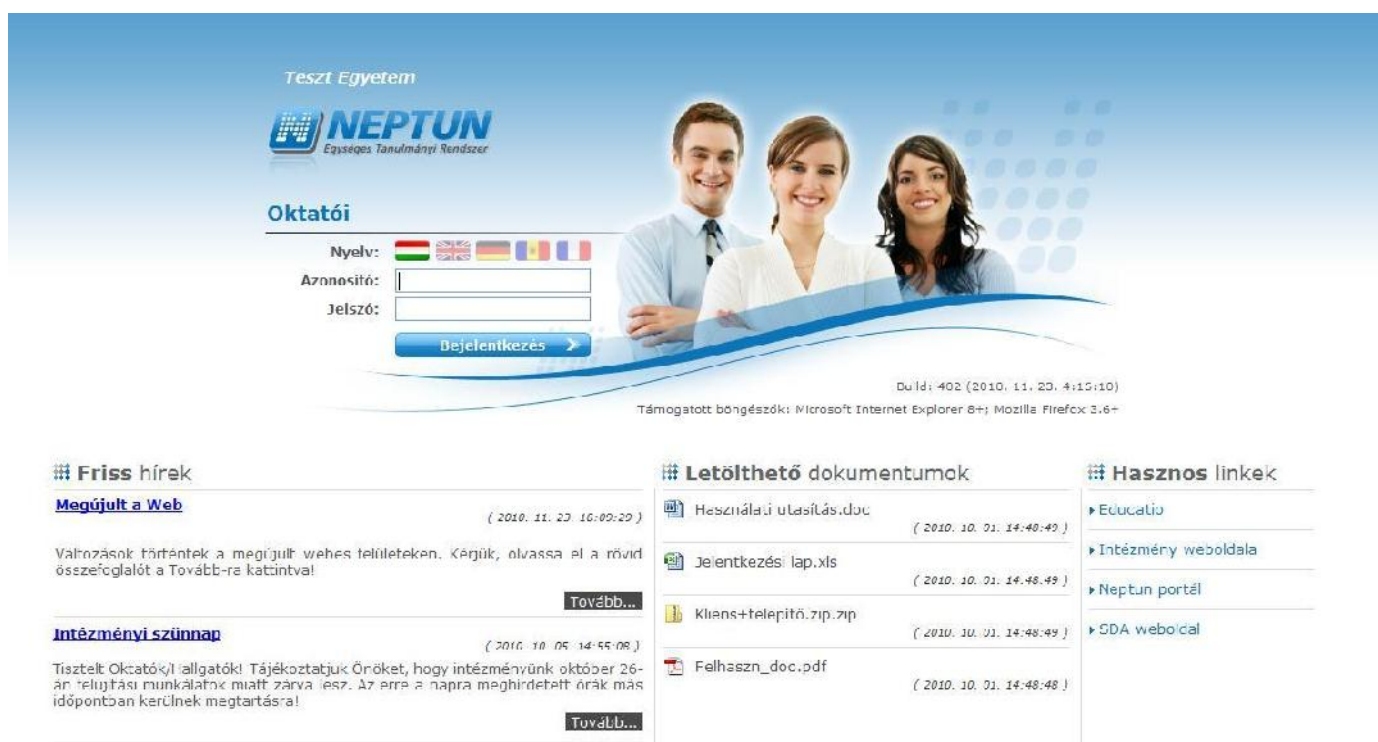 Teszt Egyetem
NEPTUN
Egységes Tanulmányi Rendszer
Oktatói
Nyelv:
Azonosító:
Jelszó:
Bejelentkezés
Build: 402 (2010. 11. 23. 4:15:10)
Támogatott böngészők: Microsoft Internet Explorer 8+; Mozilla Firefox 3.6+
Friss hírek
Megújult a Web
( 2010. 11. 23. 16:09:29 )
Változások történtek a megújult webes felületeken. Kérjük, olvassa el a rövid
összefoglalót a Tovább-ra kattintva!
Tovább...
Intézményi szünnap
( 2010. 10. 05. 14:55:08 )
Tisztelt Oktatók/Hallgatók! Tájékoztatjuk Önöket, hogy intézményünk október 26-
án felújítási munkálatok miatt zárva lesz. Az erre a napra meghirdetett órák más
időpontban kerülnek megtartásra!
Tovább...
Letölthető dokumentumok
Használati utasítás.doc
( 2010. 10. 01. 14:48:49 )
Jelentkezési lap.xls
( 2010. 10. 01. 14:48:49 )
Kliens+telepítő.zip.zip
( 2010. 10. 01. 14:48:49 )
Felhaszn_doc.pdf
( 2010. 10. 01. 14:48:48 )
Hasznos linkek
Educatio
Intézmény weboldala
Neptun portál
SDA weboldal